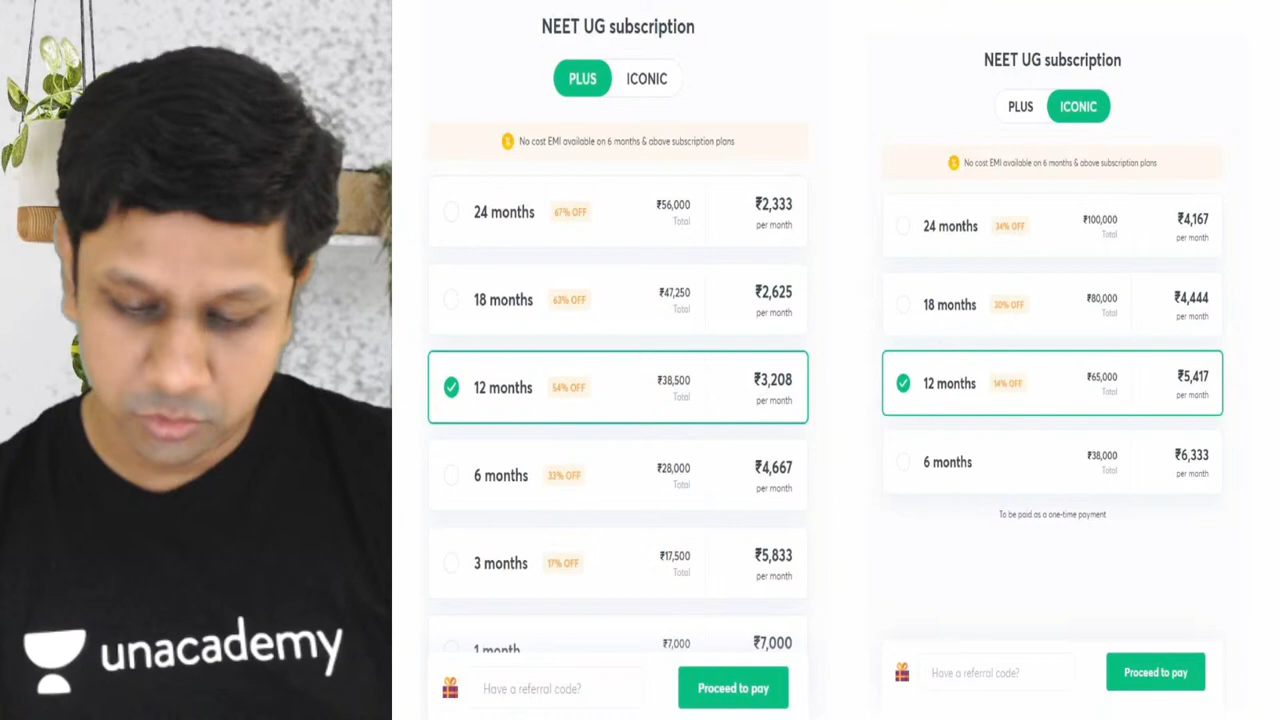 NEET UG subscription
PLUS ICONIC
No cost EMI available on 6 months & above subscription plans
24 months 67% OFF ₹56,000 Total ₹2,333 per month
18 months 63% OFF ₹47,250 Total ₹2,625 per month
12 months 54% OFF ₹38,500 Total ₹3,208 per month
6 months 33% OFF ₹28,000 Total ₹4,667 per month
3 months 17% OFF ₹17,500 Total ₹5,833 per month
1 month ₹7,000 ₹7,000
Have a referral code? Proceed to pay
NEET UG subscription
PLUS ICONIC
No cost EMI available on 6 months & above subscription plans
24 months 34% OFF ₹100,000 Total ₹4,167 per month
18 months 30% OFF ₹80,000 Total ₹4,444 per month
12 months 14% OFF ₹65,000 Total ₹5,417 per month
6 months ₹38,000 Total ₹6,333 per month
To be paid as a one-time payment
Have a referral code? Proceed to pay
unacademy